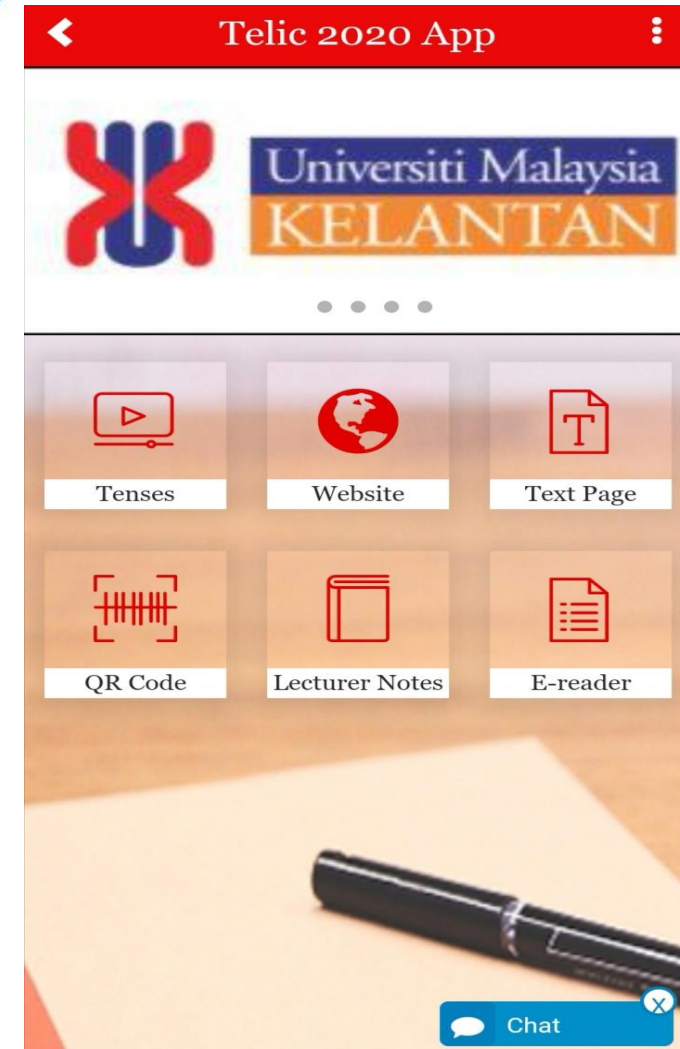 Telic 2020 App
Universiti Malaysia
KELANTAN
Tenses
Website
T
Text Page
QR Code
Lecturer Notes
E-reader
Chat
X